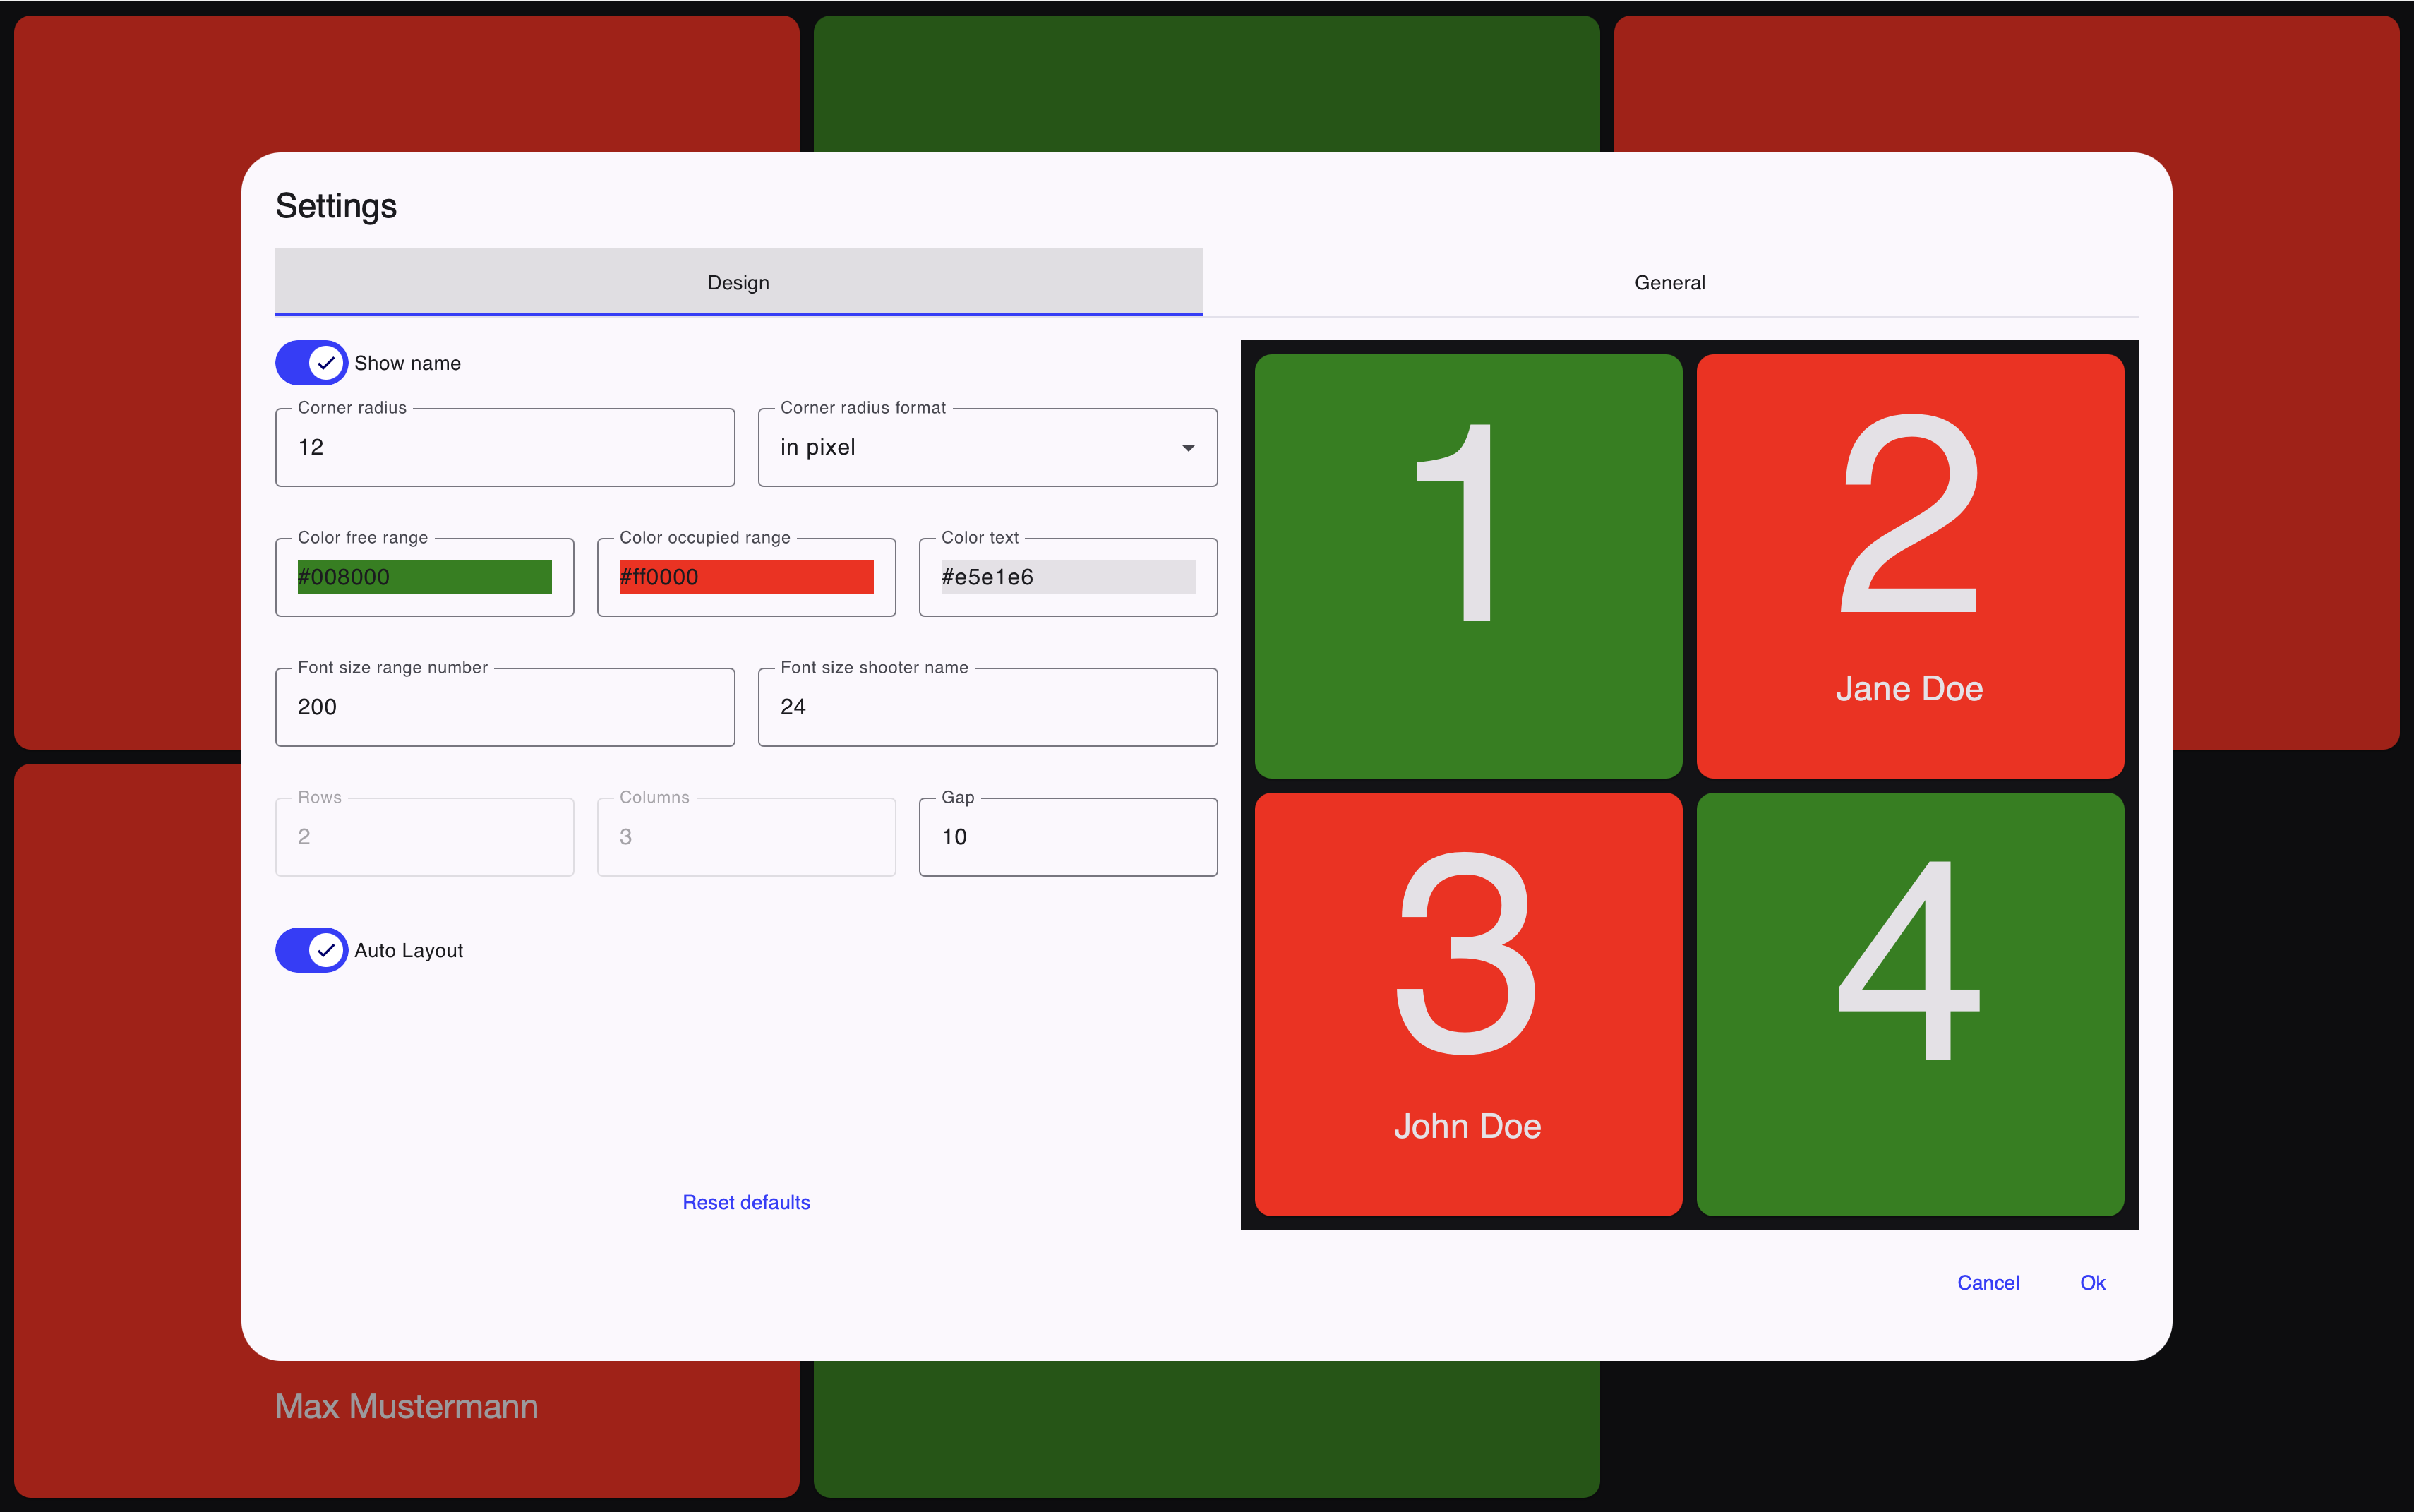 Settings
Design
General
Show name
Corner radius
12
Corner radius format
in pixel
Color free range
#008000
Color occupied range
#ff0000
Color text
#e5e1e6
Font size range number
200
Font size shooter name
24
Rows
2
Columns
3
Gap
10
Auto Layout
Reset defaults
1
2
Jane Doe
3
John Doe
4
Cancel
Ok
Max Mustermann